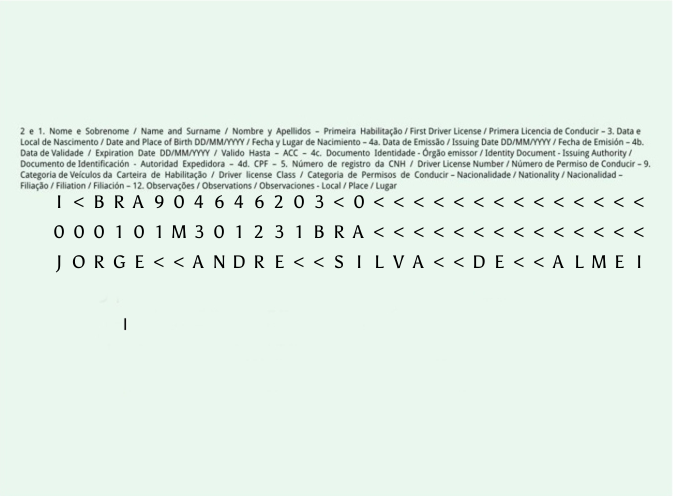 2 e 1. Nome e Sobrenome / Name and Surname / Nombre y Apellidos – Primeira Habilitação / First Driver License / Primera Licencia de Conducir – 3. Data e
Local de Nascimento / Date and Place of Birth DD/MM/YYYY / Fecha y Lugar de Nacimiento – 4a. Data de Emissão / Issuing Date DD/MM/YYYY / Fecha de Emisión – 4b.
Data de Validade / Expiration Date DD/MM/YYYY / Valido Hasta – ACC – 4c. Documento Identidade - Órgão emissor / Identity Document - Issuing Authority /
Documento de Identificación - Autoridad Expedidora – 4d. CPF – 5. Número de registro da CNH / Driver License Number / Número de Permiso de Conducir – 9.
Categoria de Veículos da Carteira de Habilitação / Driver license Class / Categoria de Permisos de Conducir – Nacionalidade / Nationality / Nacionalidad –
Filiação / Filiation / Filiación – 12. Observações / Observations / Observaciones - Local / Place / Lugar
I<BRA904646203<0<<<<<<<<<<<<<<
000101M301231BRA<<<<<<<<<<<<<<
JORGE<<ANDRE<<SILVA<<DE<<ALMEI
I